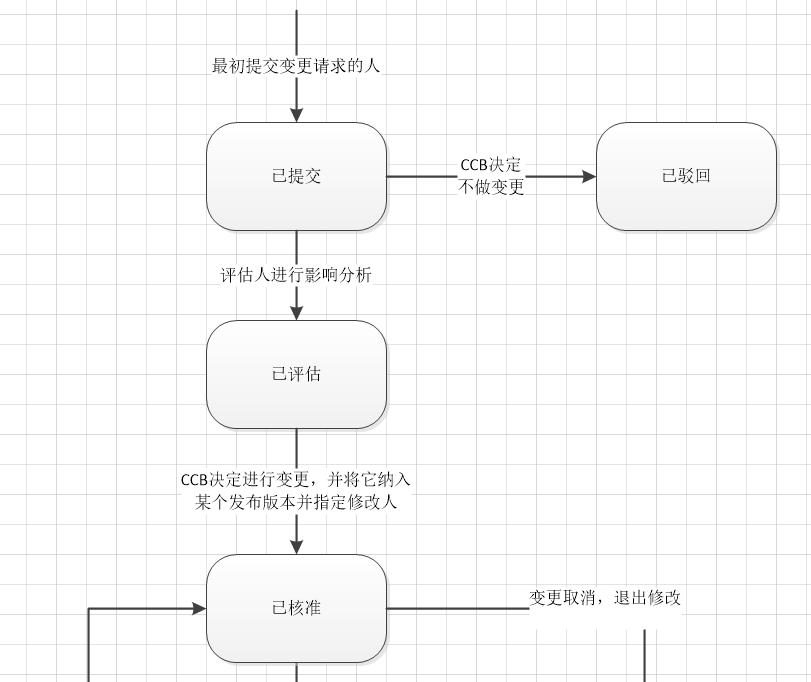 最初提交变更请求的人
已提交
CCB决定
不做变更
已驳回
评估人进行影响分析
已评估
CCB决定进行变更，并将它纳入
某个发布版本并指定修改人
已核准
变更取消，退出修改